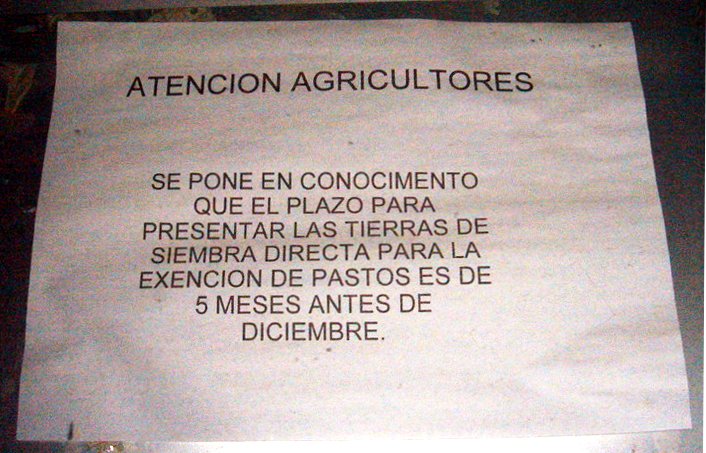 ATENCION AGRICULTORES
SE PONE EN CONOCIMENTO
QUE EL PLAZO PARA
PRESENTAR LAS TIERRAS DE
SIEMBRA DIRECTA PARA LA
EXENCION DE PASTOS ES DE
5 MESES ANTES DE
DICIEMBRE.